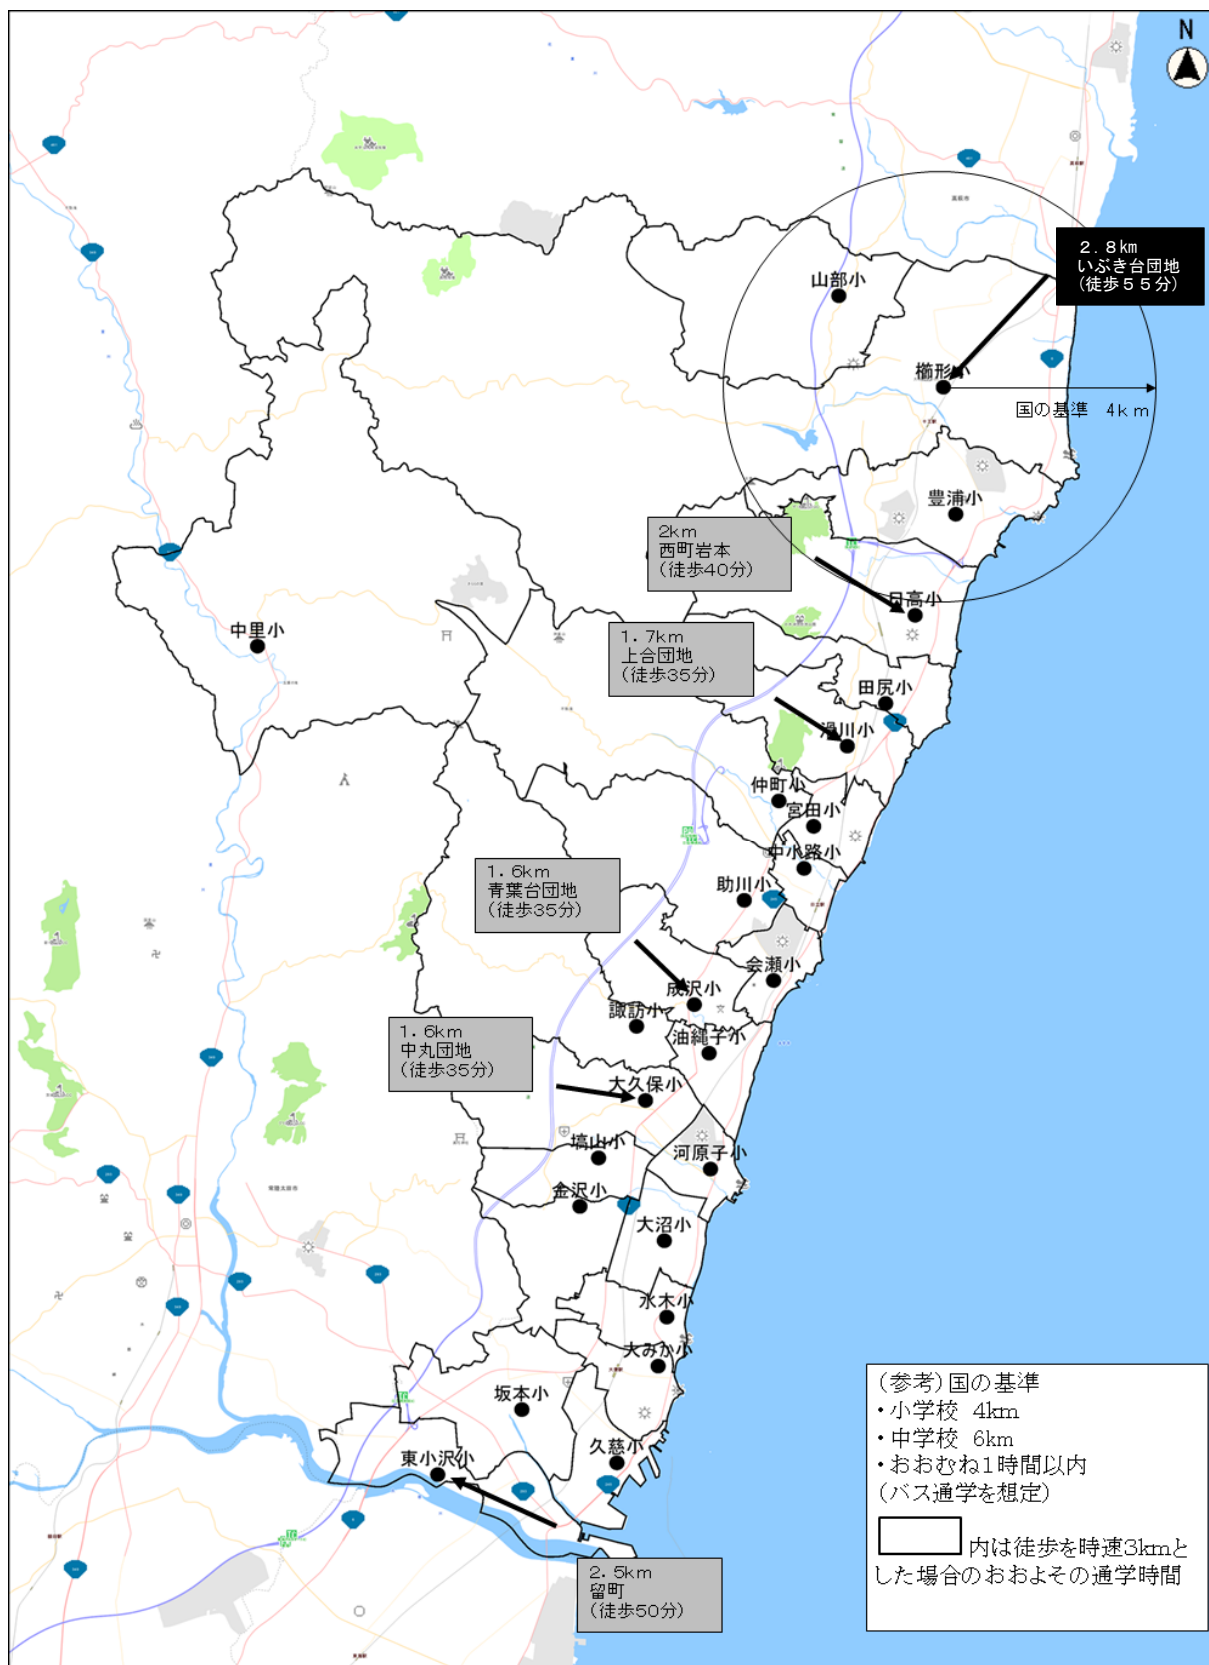 N
2.8km
いぶき台団地
(徒歩55分)
山部小
櫛形小
国の基準 4km
豊浦小
2km
西町岩本
(徒歩40分)
日高小
中里小
1.7km
上合団地
(徒歩35分)
田尻小
滑川小
仲町小
宮田小
中小路小
1.6km
青葉台団地
(徒歩35分)
助川小
会瀬小
成沢小
諏訪小
油縄子小
1.6km
中丸団地
(徒歩35分)
大久保小
塙山小
河原子小
金沢小
大沼小
水木小
大みか小
坂本小
久慈小
東小沢小
2.5km
留町
(徒歩50分)
(参考)国の基準
・小学校 4km
・中学校 6km
・おおむね1時間以内
(バス通学を想定)
内は徒歩を時速3kmと
した場合のおおよその通学時間